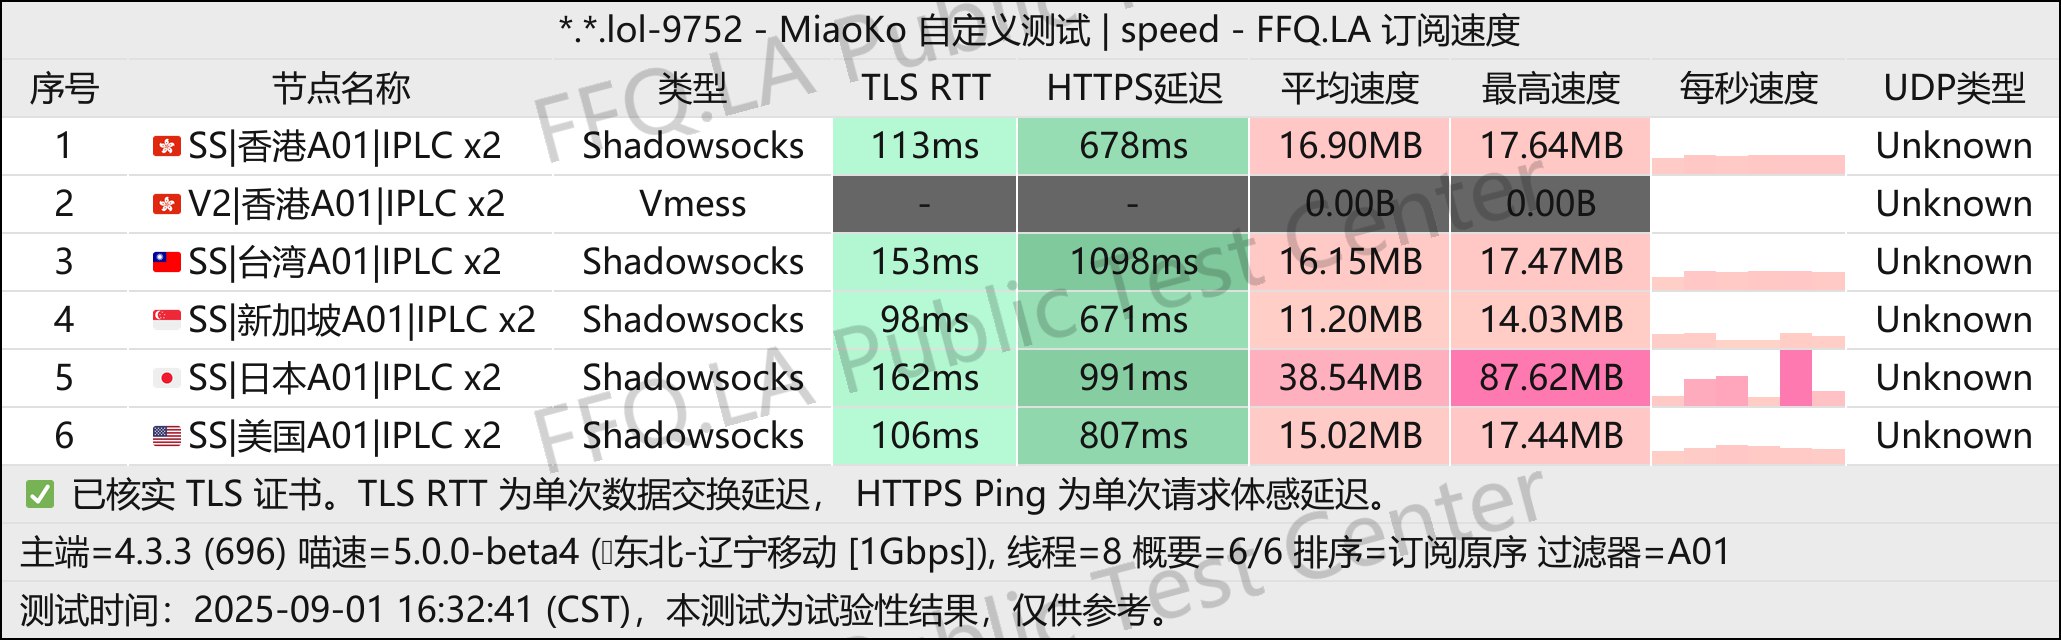 *.*.lol-9752 - MiaoKo 自定义测试 | speed - FFQ.LA 订阅速度
序号 节点名称 类型 TLS RTT HTTPS延迟 平均速度 最高速度 每秒速度 UDP类型
1 SS|香港A01|IPLC x2 Shadowsocks 113ms 678ms 16.90MB 17.64MB Unknown
2 V2|香港A01|IPLC x2 Vmess - - 0.00B 0.00B Unknown
3 SS|台湾A01|IPLC x2 Shadowsocks 153ms 1098ms 16.15MB 17.47MB Unknown
4 SS|新加坡A01|IPLC x2 Shadowsocks 98ms 671ms 11.20MB 14.03MB Unknown
5 SS|日本A01|IPLC x2 Shadowsocks 162ms 991ms 38.54MB 87.62MB Unknown
6 SS|美国A01|IPLC x2 Shadowsocks 106ms 807ms 15.02MB 17.44MB Unknown
✅ 已核实 TLS 证书。TLS RTT 为单次数据交换延迟， HTTPS Ping 为单次请求体感延迟。
主端=4.3.3 (696) 喵速=5.0.0-beta4 (东北-辽宁移动 [1Gbps]), 线程=8 概要=6/6 排序=订阅原序 过滤器=A01
测试时间：2025-09-01 16:32:41 (CST)，本测试为试验性结果，仅供参考。
FFQ.LA Public Test Center
FFQ.LA Public Test Center